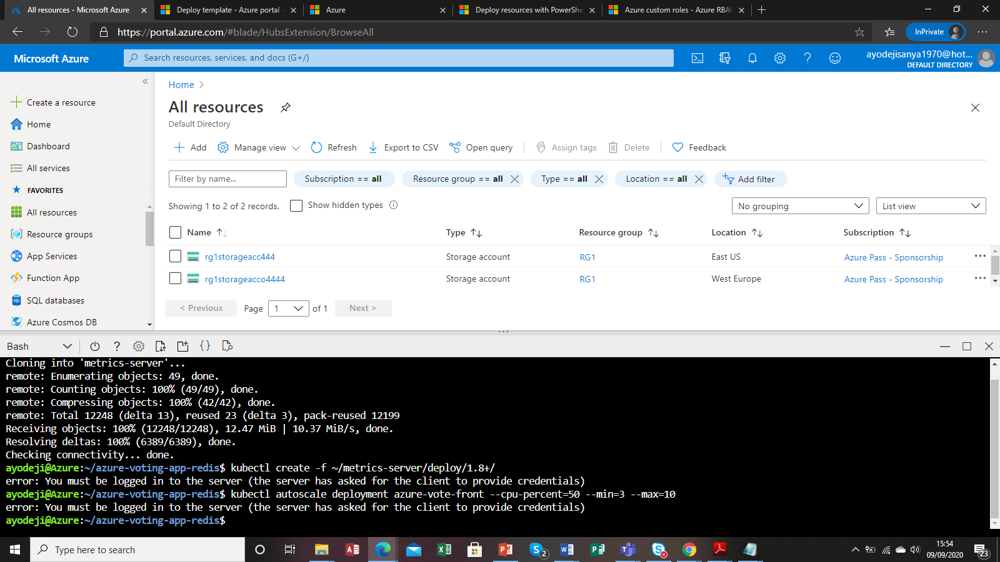 All resources - Microsoft Azure
Deploy template - Azure portal -
Azure
Deploy resources with PowerShe
Azure custom roles - Azure RBAC
https://portal.azure.com/#blade/HubsExtension/BrowseAll
InPrivate
Microsoft Azure
Search resources, services, and docs (G+/)
ayodejisanya1970@hot...
DEFAULT DIRECTORY
Create a resource
Home
Dashboard
All services
FAVORITES
All resources
Resource groups
App Services
Function App
SQL databases
Azure Cosmos DB
Home >
All resources
Default Directory
Add
Manage view
Refresh
Export to CSV
Open query
Assign tags
Delete
Feedback
Filter by name...
Subscription == all
Resource group == all
Type == all
Location == all
Add filter
Showing 1 to 2 of 2 records.
Show hidden types
No grouping
List view
Name Type Resource group Location Subscription
rg1storageacc444 Storage account RG1 East US Azure Pass - Sponsorship
rg1storageacco4444 Storage account RG1 West Europe Azure Pass - Sponsorship
< Previous Page 1 of 1 Next >
Bash
Cloning into 'metrics-server'...
remote: Enumerating objects: 49, done.
remote: Counting objects: 100% (49/49), done.
remote: Compressing objects: 100% (42/42), done.
remote: Total 12248 (delta 13), reused 23 (delta 3), pack-reused 12199
Receiving objects: 100% (12248/12248), 12.47 MiB | 10.37 MiB/s, done.
Resolving deltas: 100% (6389/6389), done.
Checking connectivity... done.
ayodeji@Azure:~/azure-voting-app-redis$ kubectl create -f ~/metrics-server/deploy/1.8+/
error: You must be logged in to the server (the server has asked for the client to provide credentials)
ayodeji@Azure:~/azure-voting-app-redis$ kubectl autoscale deployment azure-vote-front --cpu-percent=50 --min=3 --max=10
error: You must be logged in to the server (the server has asked for the client to provide credentials)
ayodeji@Azure:~/azure-voting-app-redis$
Type here to search
2
15:54
09/09/2020
23